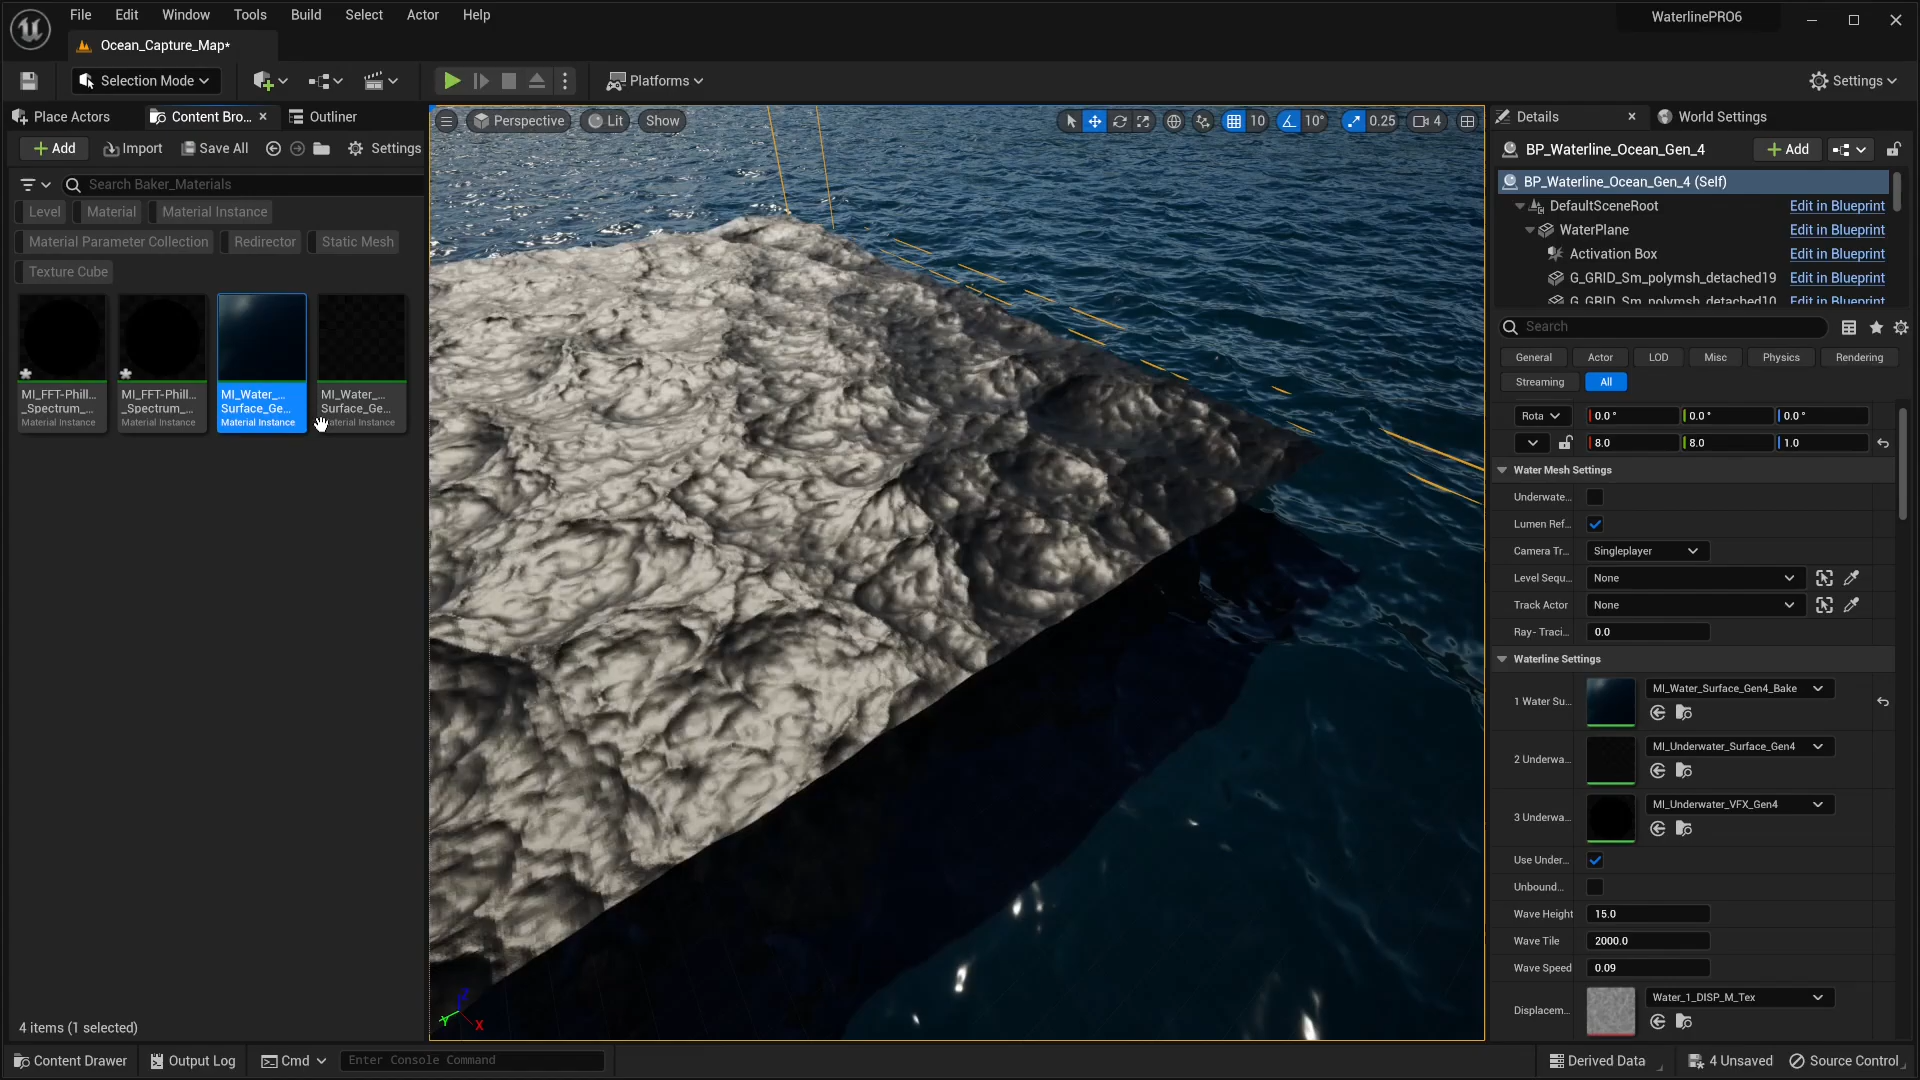 File Edit Window Tools Build Select Actor Help
WaterlinePRO6
Ocean_Capture_Map*
Selection Mode
Platforms
Settings
Place Actors
Content Bro...
Outliner
Add
Import
Save All
Settings
Search Baker_Materials
Level
Material
Material Instance
Material Parameter Collection
Redirector
Static Mesh
Texture Cube
MI_FFT-Phill...
_Spectrum_...
Material Instance
MI_FFT-Phill...
_Spectrum_...
Material Instance
MI_Water_...
Surface_Ge...
Material Instance
MI_Water_...
Surface_Ge...
Material Instance
4 items (1 selected)
Perspective
Lit
Show
10
10°
0.25
4
Z
Y
X
Details
World Settings
BP_Waterline_Ocean_Gen_4
Add
BP_Waterline_Ocean_Gen_4 (Self)
DefaultSceneRoot Edit in Blueprint
WaterPlane Edit in Blueprint
Activation Box Edit in Blueprint
G_GRID_Sm_polymsh_detached19 Edit in Blueprint
G_GRID_Sm_polymsh_detached10 Edit in Blueprint
Search
General
Actor
LOD
Misc
Physics
Rendering
Streaming
All
Rota 0.0° 0.0° 0.0°
8.0 8.0 1.0
Water Mesh Settings
Underwate...
Lumen Ref...
Camera Tr... Singleplayer
Level Sequ... None
Track Actor None
Ray-Traci... 0.0
Waterline Settings
1 Water Su... MI_Water_Surface_Gen4_Bake
2 Underwa... MI_Underwater_Surface_Gen4
3 Underwa... MI_Underwater_VFX_Gen4
Use Under...
Unbound...
Wave Height 15.0
Wave Tile 2000.0
Wave Speed 0.09
Displacem... Water_1_DISP_M_Tex
Content Drawer
Output Log
Cmd
Enter Console Command
Derived Data
4 Unsaved
Source Control